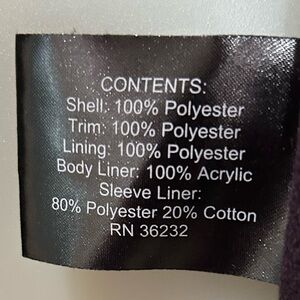 CONTENTS:
Shell: 100% Polyester
Trim: 100% Polyester
Lining: 100% Polyester
Body Liner: 100% Acrylic
Sleeve Liner:
80% Polyester 20% Cotton
RN 36232